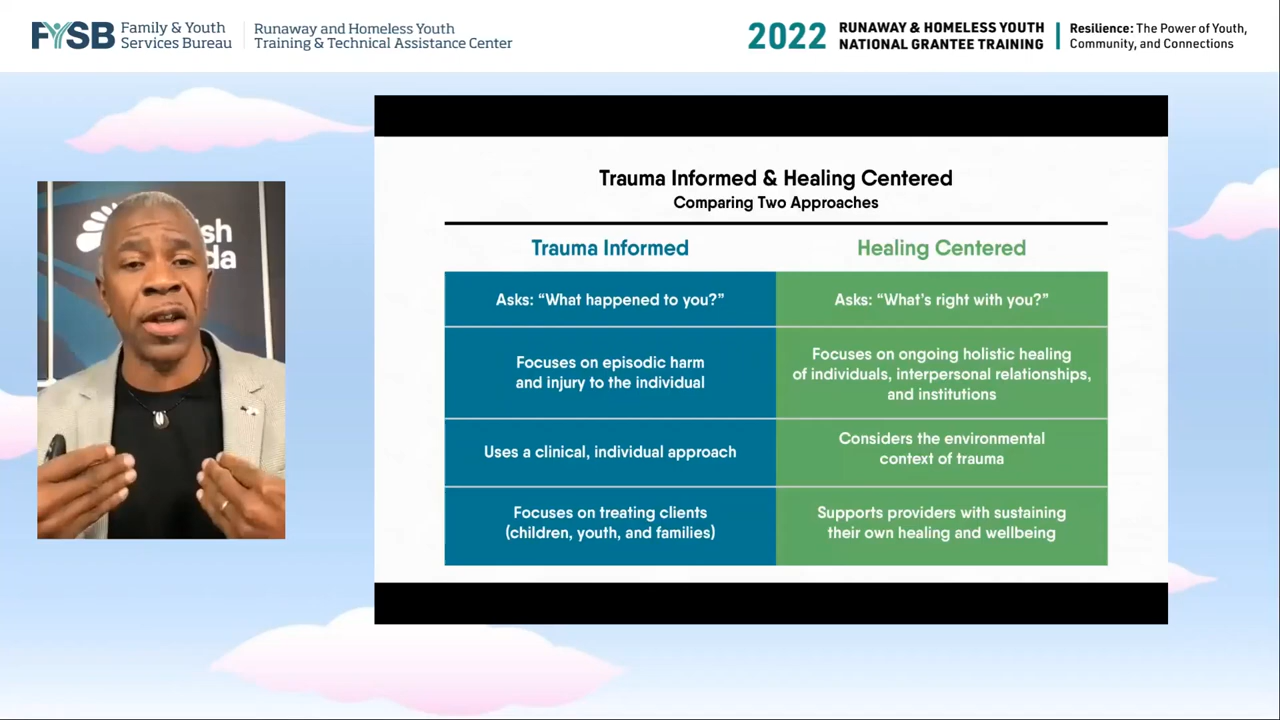 FYSB
Family & Youth
Services Bureau
Runaway and Homeless Youth
Training & Technical Assistance Center
2022
RUNAWAY & HOMELESS YOUTH
NATIONAL GRANTEE TRAINING
Resilience: The Power of Youth,
Community, and Connections
Trauma Informed & Healing Centered
Comparing Two Approaches
Trauma Informed
Healing Centered
Asks: “What happened to you?”
Asks: “What’s right with you?”
Focuses on episodic harm
and injury to the individual
Focuses on ongoing holistic healing
of individuals, interpersonal relationships,
and institutions
Uses a clinical, individual approach
Considers the environmental
context of trauma
Focuses on treating clients
(children, youth, and families)
Supports providers with sustaining
their own healing and wellbeing